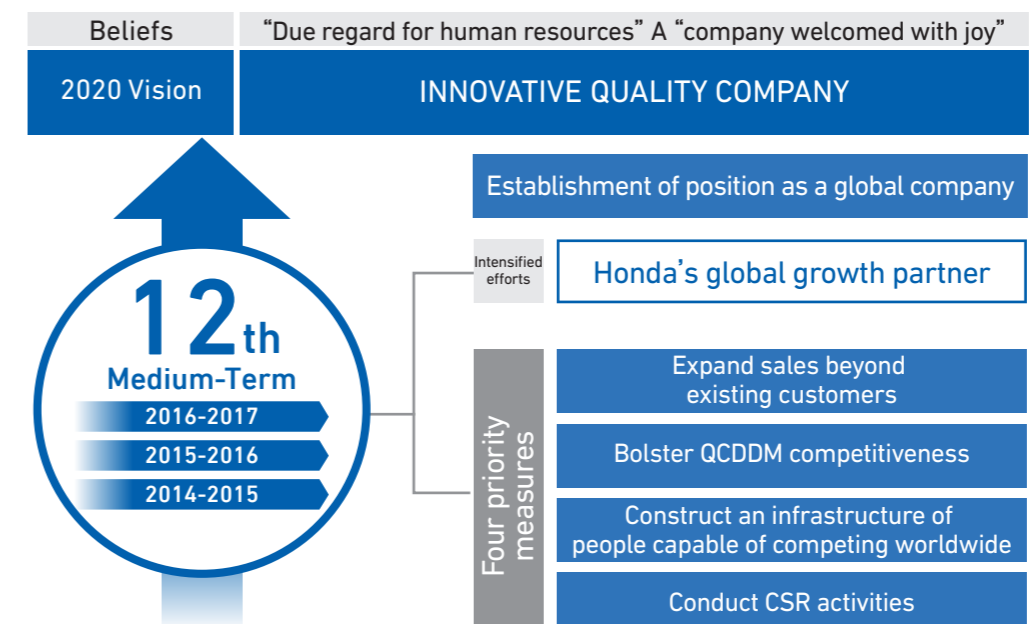 Beliefs
“Due regard for human resources” A “company welcomed with joy”
2020 Vision
INNOVATIVE QUALITY COMPANY
Establishment of position as a global company
Intensified
efforts
Honda’s global growth partner
12th
Medium-Term
2016-2017
2015-2016
2014-2015
Four priority
measures
Expand sales beyond
existing customers
Bolster QCDDM competitiveness
Construct an infrastructure of
people capable of competing worldwide
Conduct CSR activities